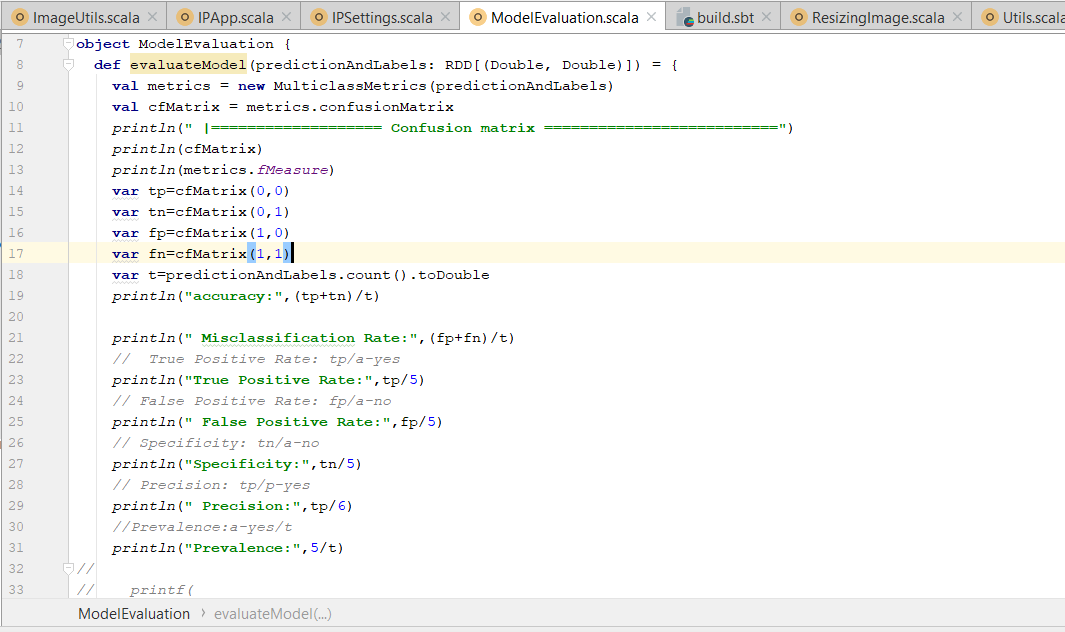 ImageUtils.scala IPApp.scala IPSettings.scala ModelEvaluation.scala build.sbt ResizingImage.scala Utils.scala
7 object ModelEvaluation {
8 def evaluateModel(predictionAndLabels: RDD[(Double, Double)]) = {
9 val metrics = new MulticlassMetrics(predictionAndLabels)
10 val cfMatrix = metrics.confusionMatrix
11 println(" |=================== Confusion matrix ==========================")
12 println(cfMatrix)
13 println(metrics.fMeasure)
14 var tp=cfMatrix(0,0)
15 var tn=cfMatrix(0,1)
16 var fp=cfMatrix(1,0)
17 var fn=cfMatrix(1,1)
18 var t=predictionAndLabels.count().toDouble
19 println("accuracy:",(tp+tn)/t)
20
21 println(" Misclassification Rate:",(fp+fn)/t)
22 //  True Positive Rate: tp/a-yes
23 println("True Positive Rate:",tp/5)
24 // False Positive Rate: fp/a-no
25 println(" False Positive Rate:",fp/5)
26 // Specificity: tn/a-no
27 println("Specificity:",tn/5)
28 // Precision: tp/p-yes
29 println(" Precision:",tp/6)
30 //Prevalence:a-yes/t
31 println("Prevalence:",5/t)
32 //
33 //    printf(
ModelEvaluation › evaluateModel(...)